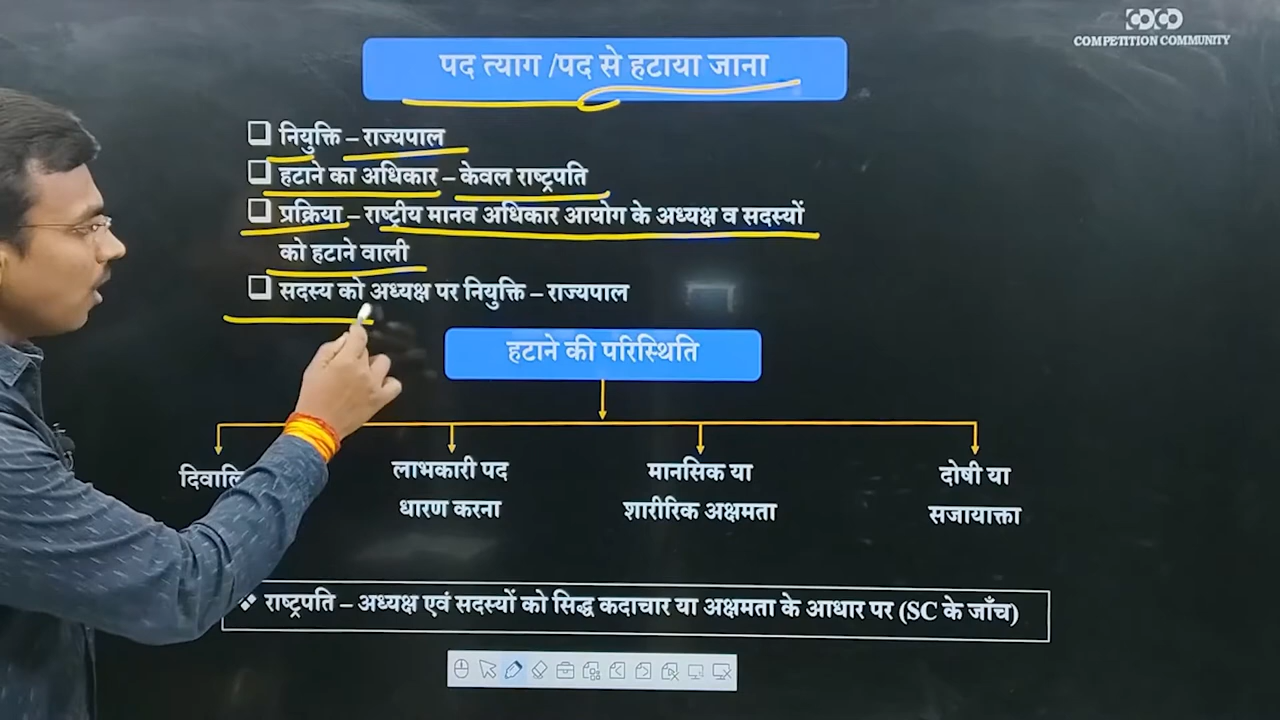 COCO
COMPETITION COMMUNITY
पद त्याग /पद से हटाया जाना
नियुक्ति – राज्यपाल
हटाने का अधिकार – केवल राष्ट्रपति
प्रक्रिया – राष्ट्रीय मानव अधिकार आयोग के अध्यक्ष व सदस्यों
को हटाने वाली
सदस्य को अध्यक्ष पर नियुक्ति – राज्यपाल
हटाने की परिस्थिति
लाभकारी पद
धारण करना
मानसिक या
शारीरिक अक्षमता
दोषी या
सजायाक्ता
राष्ट्रपति – अध्यक्ष एवं सदस्यों को सिद्ध कदाचार या अक्षमता के आधार पर (SC के जाँच)